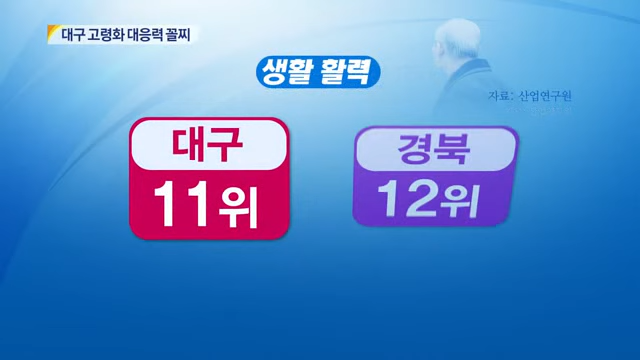 대구 고령화 대응력 꼴찌
생활 활력
자료: 산업연구원
대구
11위
경북
12위